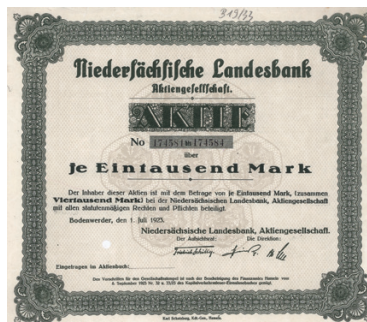 Niedersächsische Landesbank
Aktiengesellschaft.
AKTIE
No 174581 bis 174584
über
Je Eintausend Mark
Der Inhaber dieser Aktien ist mit dem Betrage von je Eintausend Mark, (zusammen
Viertausend Mark) bei der Niedersächsischen Landesbank, Aktiengesellschaft,
mit allen statutenmäßigen Rechten und Pflichten beteiligt.
Bodenwerder, den 1. Juli 1923.
Niedersächsische Landesbank, Aktiengesellschaft.
Der Aufsichtsrat: Die Direktion:
Eingetragen im Aktienbuch: